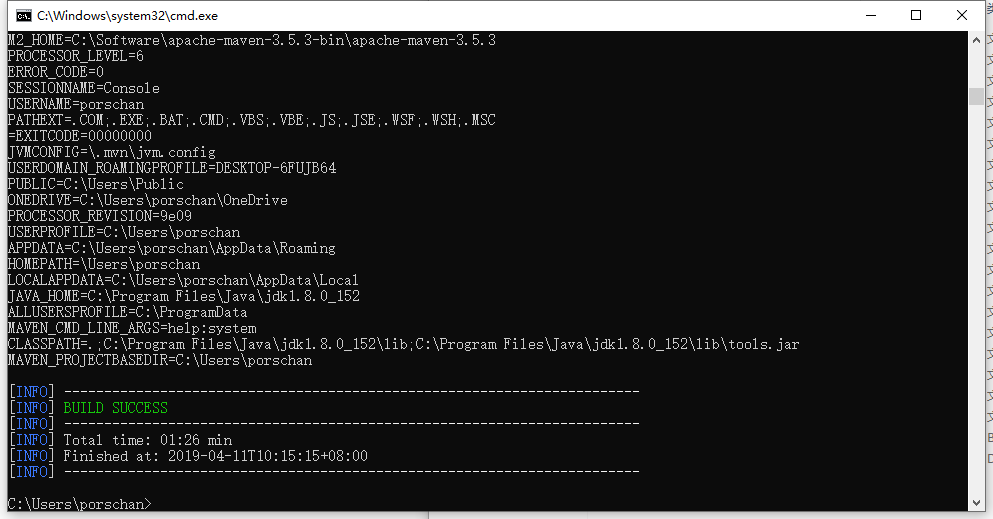 C:\Windows\system32\cmd.exe
M2_HOME=C:\Software\apache-maven-3.5.3-bin\apache-maven-3.5.3
PROCESSOR_LEVEL=6
ERROR_CODE=0
SESSIONNAME=Console
USERNAME=porschan
PATHEXT=.COM;.EXE;.BAT;.CMD;.VBS;.VBE;.JS;.JSE;.WSF;.WSH;.MSC
=EXITCODE=00000000
JVMCONFIG=\.mvn\jvm.config
USERDOMAIN_ROAMINGPROFILE=DESKTOP-6FUJB64
PUBLIC=C:\Users\Public
ONEDRIVE=C:\Users\porschan\OneDrive
PROCESSOR_REVISION=9e09
USERPROFILE=C:\Users\porschan
APPDATA=C:\Users\porschan\AppData\Roaming
HOMEPATH=\Users\porschan
LOCALAPPDATA=C:\Users\porschan\AppData\Local
JAVA_HOME=C:\Program Files\Java\jdk1.8.0_152
ALLUSERSPROFILE=C:\ProgramData
MAVEN_CMD_LINE_ARGS=help:system
CLASSPATH=.;C:\Program Files\Java\jdk1.8.0_152\lib;C:\Program Files\Java\jdk1.8.0_152\lib\tools.jar
MAVEN_PROJECTBASEDIR=C:\Users\porschan
[INFO] ------------------------------------------------------------------------
[INFO] BUILD SUCCESS
[INFO] ------------------------------------------------------------------------
[INFO] Total time: 01:26 min
[INFO] Finished at: 2019-04-11T10:15:15+08:00
[INFO] ------------------------------------------------------------------------
C:\Users\porschan>